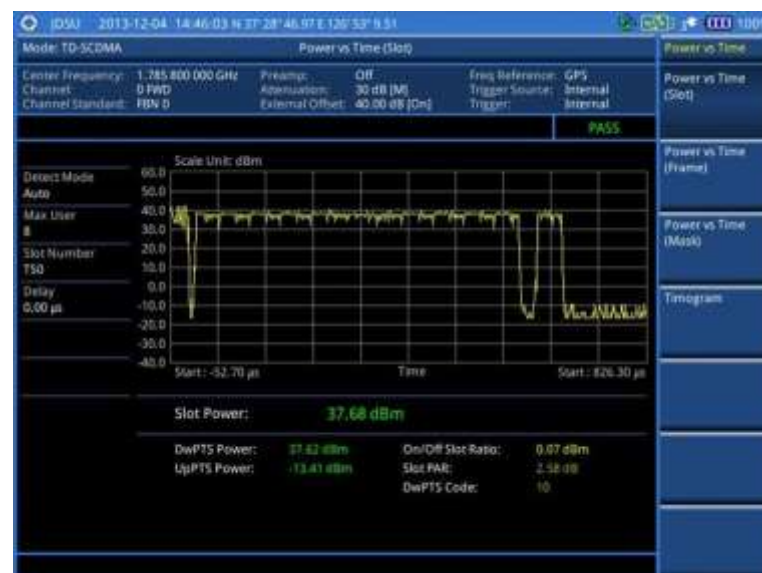 JDSU 2013-12-04 14:46:03 N 37° 28' 46.97 E 126° 53" 9.51 100
Mode: TD-SCDMA Power vs Time (Slot) Power vs Time
Center Frequency: 1.785 800 000 GHz Preamp: Off Freq Reference: GPS
Channel: 0 FWD Attenuation: 30 dB [M] Trigger Source: Internal
Channel Standard: FBN 0 External Offset: 40.00 dB [On] Trigger: Internal
Power vs Time
(Slot)
PASS
Power vs Time
(Frame)
Power vs Time
(Mask)
Timogram
Detect Mode
Auto
Max User
8
Slot Number
TS0
Delay
0.00 µs
Scale Unit: dBm
60.0
50.0
40.0
30.0
20.0
10.0
0.0
-10.0
-20.0
-30.0
-40.0
Start: -52.70 µs Time Start: 826.30 µs
Slot Power: 37.68 dBm
DwPTS Power: 37.62 dBm On/Off Slot Ratio: 0.07 dBm
UpPTS Power: -13.41 dBm Slot PAR: 2.58 dB
DwPTS Code: 10